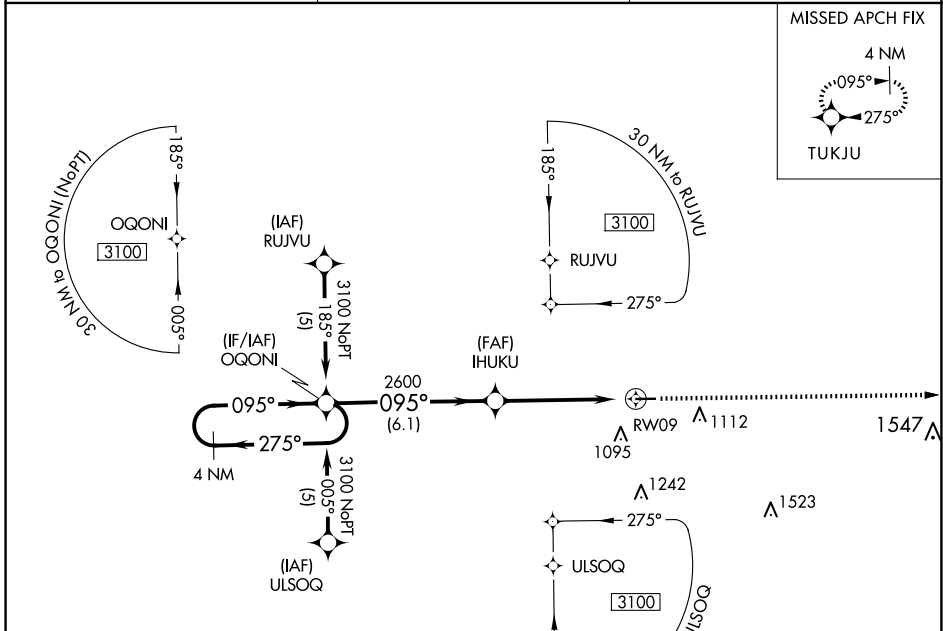 MISSED APCH FIX
4 NM
095°
275°
TUKJU
30 NM to OQONI (NoPT)
185°
OQONI
3100
005°
(IAF)
RUJVU
3100 NoPT
185°
(5)
30 NM to RUJVU
185°
3100
RUJVU
275°
(IF/IAF)
OQONI
095°
275°
4 NM
2600
095°
(6.1)
(FAF)
IHUKU
RW09
1095
1112
1547
1242
1523
3100 NoPT
005°
(5)
(IAF)
ULSOQ
275°
ULSOQ
3100
ULSOQ